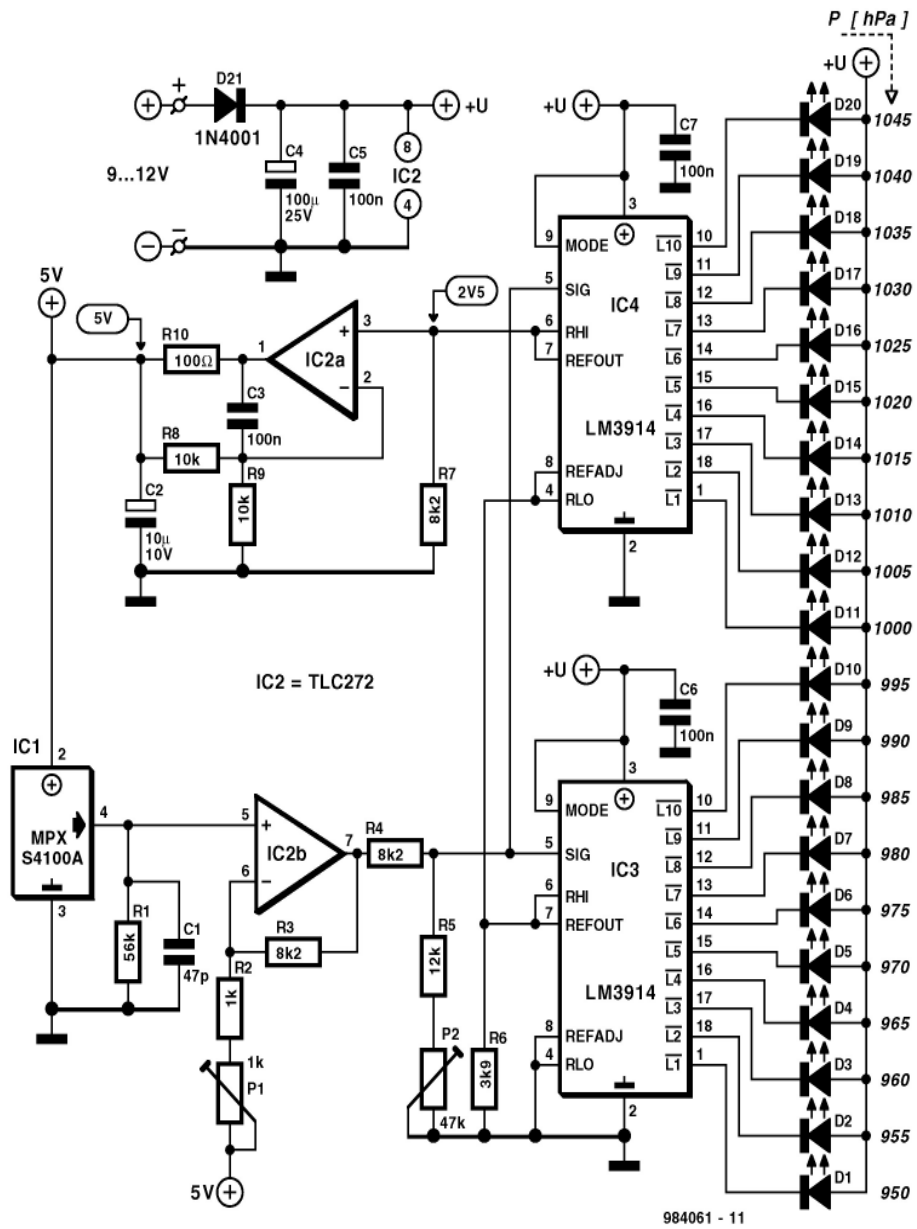 P [ hPa ]
+U
D21
1N4001
+U
9...12V
C4
100µ
25V
C5
100n
8
IC2
4
+U
C7
100n
3
9 MODE
5 SIG
6 RHI
7 REFOUT
8 REFADJ
4 RLO
2
IC4
LM3914
L10 10
L9 11
L8 12
L7 13
L6 14
L5 15
L4 16
L3 17
L2 18
L1 1
D20 1045
D19 1040
D18 1035
D17 1030
D16 1025
D15 1020
D14 1015
D13 1010
D12 1005
D11 1000
5V
5V
R10
100Ω
1
IC2a
+ 3
− 2
2V5
C3
100n
R8
10k
R9
10k
R7
8k2
C2
10µ
10V
IC2 = TLC272
IC1
2
MPX
S4100A
4
3
R1
56k
C1
47p
5 +
6 −
IC2b
7
R4
8k2
R3
8k2
R2
1k
1k
P1
5V
R5
12k
P2
47k
R6
3k9
+U
C6
100n
3
9 MODE
5 SIG
6 RHI
7 REFOUT
8 REFADJ
4 RLO
2
IC3
LM3914
L10 10
L9 11
L8 12
L7 13
L6 14
L5 15
L4 16
L3 17
L2 18
L1 1
D10 995
D9 990
D8 985
D7 980
D6 975
D5 970
D4 965
D3 960
D2 955
D1 950
984061 - 11